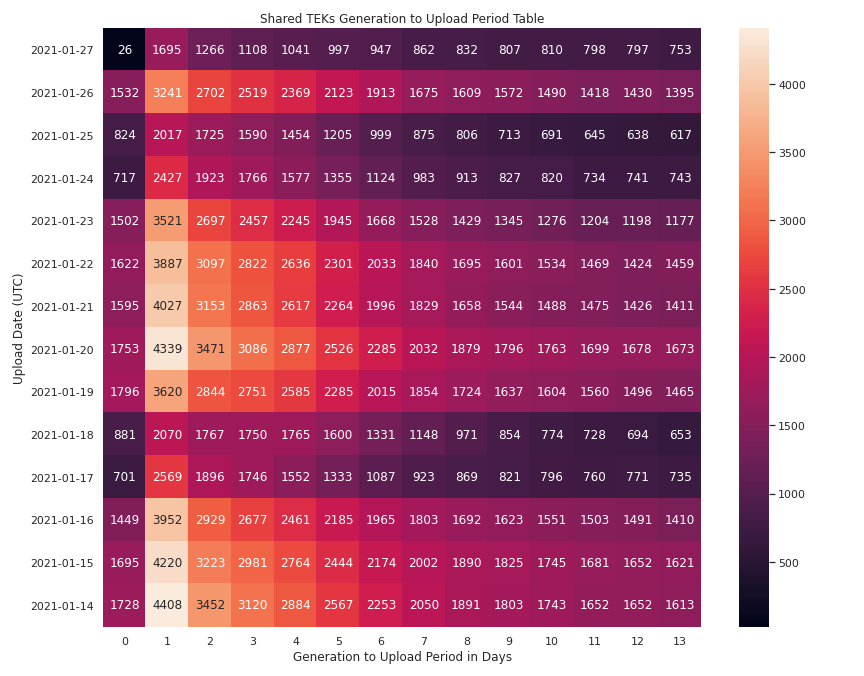 Shared TEKs Generation to Upload Period Table
Upload Date (UTC)
2021-01-27 26 1695 1266 1108 1041 997 947 862 832 807 810 798 797 753
2021-01-26 1532 3241 2702 2519 2369 2123 1913 1675 1609 1572 1490 1418 1430 1395
2021-01-25 824 2017 1725 1590 1454 1205 999 875 806 713 691 645 638 617
2021-01-24 717 2427 1923 1766 1577 1355 1124 983 913 827 820 734 741 743
2021-01-23 1502 3521 2697 2457 2245 1945 1668 1528 1429 1345 1276 1204 1198 1177
2021-01-22 1622 3887 3097 2822 2636 2301 2033 1840 1695 1601 1534 1469 1424 1459
2021-01-21 1595 4027 3153 2863 2617 2264 1996 1829 1658 1544 1488 1475 1426 1411
2021-01-20 1753 4339 3471 3086 2877 2526 2285 2032 1879 1796 1763 1699 1678 1673
2021-01-19 1796 3620 2844 2751 2585 2285 2015 1854 1724 1637 1604 1560 1496 1465
2021-01-18 881 2070 1767 1750 1765 1600 1331 1148 971 854 774 728 694 653
2021-01-17 701 2569 1896 1746 1552 1333 1087 923 869 821 796 760 771 735
2021-01-16 1449 3952 2929 2677 2461 2185 1965 1803 1692 1623 1551 1503 1491 1410
2021-01-15 1695 4220 3223 2981 2764 2444 2174 2002 1890 1825 1745 1681 1652 1621
2021-01-14 1728 4408 3452 3120 2884 2567 2253 2050 1891 1803 1743 1652 1652 1613
0 1 2 3 4 5 6 7 8 9 10 11 12 13
Generation to Upload Period in Days
4000
3500
3000
2500
2000
1500
1000
500